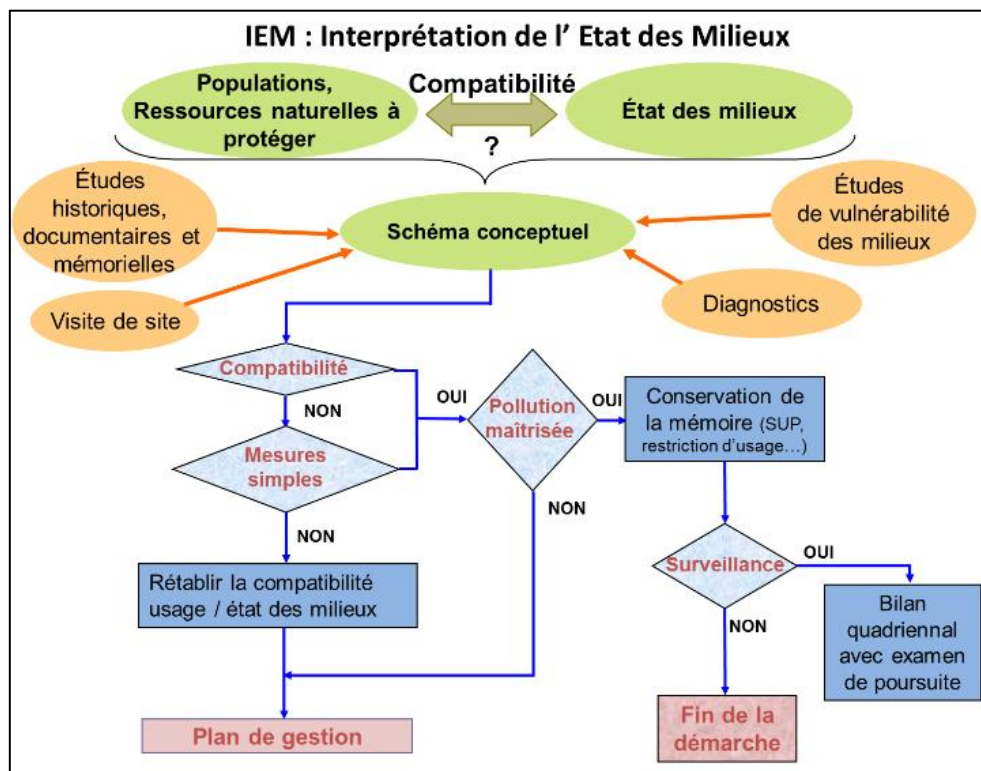 IEM : Interprétation de l' Etat des Milieux
Populations,
Ressources naturelles à
protéger
Compatibilité
?
État des milieux
Études
historiques,
documentaires et
mémorielles
Schéma conceptuel
Études
de vulnérabilité
des milieux
Visite de site
Diagnostics
Compatibilité
NON
OUI
Mesures
simples
NON
Rétablir la compatibilité
usage / état des milieux
Pollution
maîtrisée
OUI
NON
Conservation de
la mémoire (SUP,
restriction d'usage...)
Surveillance
OUI
NON
Bilan
quadriennal
avec examen
de poursuite
Plan de gestion
Fin de la
démarche